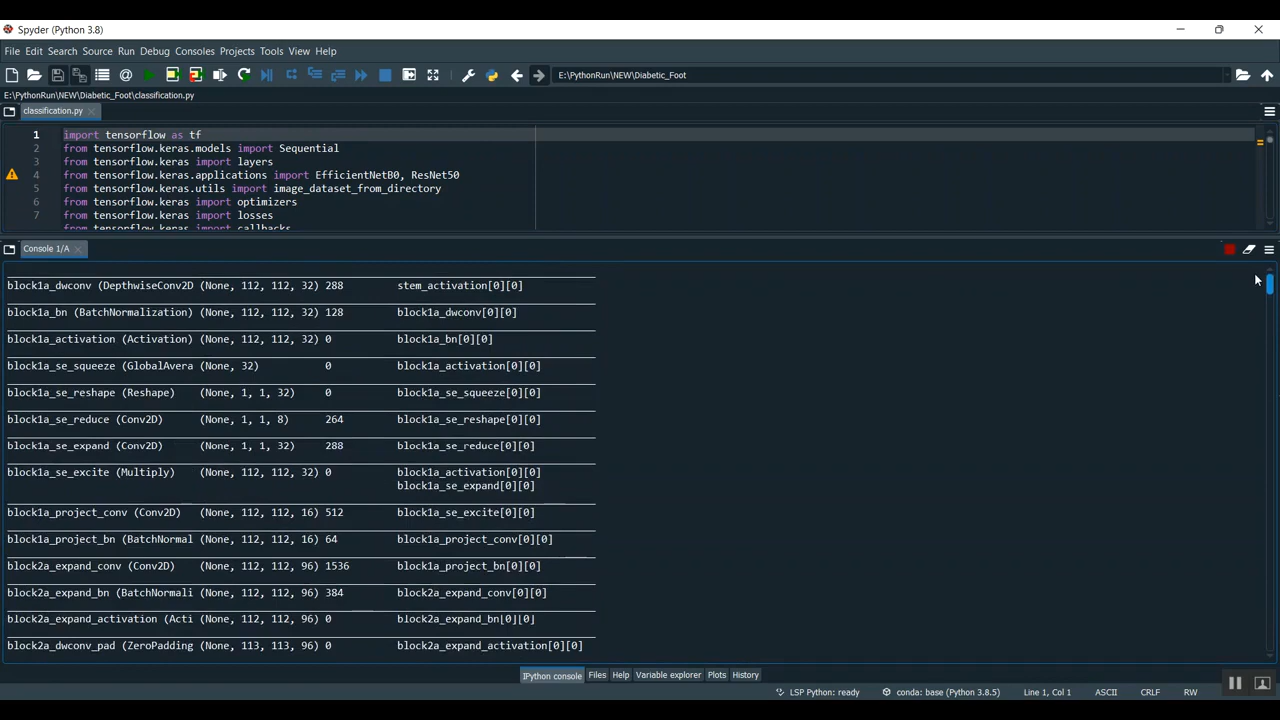 Spyder (Python 3.8)
File Edit Search Source Run Debug Consoles Projects Tools View Help
E:\PythonRun\NEW\Diabetic_Foot
E:\PythonRun\NEW\Diabetic_Foot\classification.py
classification.py
1 import tensorflow as tf
2 from tensorflow.keras.models import Sequential
3 from tensorflow.keras import layers
4 from tensorflow.keras.applications import EfficientNetB0, ResNet50
5 from tensorflow.keras.utils import image_dataset_from_directory
6 from tensorflow.keras import optimizers
7 from tensorflow.keras import losses
from tensorflow.keras import callbacks
Console 1/A
block1a_dwconv (DepthwiseConv2D (None, 112, 112, 32) 288 stem_activation[0][0]
block1a_bn (BatchNormalization) (None, 112, 112, 32) 128 block1a_dwconv[0][0]
block1a_activation (Activation) (None, 112, 112, 32) 0 block1a_bn[0][0]
block1a_se_squeeze (GlobalAvera (None, 32) 0 block1a_activation[0][0]
block1a_se_reshape (Reshape) (None, 1, 1, 32) 0 block1a_se_squeeze[0][0]
block1a_se_reduce (Conv2D) (None, 1, 1, 8) 264 block1a_se_reshape[0][0]
block1a_se_expand (Conv2D) (None, 1, 1, 32) 288 block1a_se_reduce[0][0]
block1a_se_excite (Multiply) (None, 112, 112, 32) 0 block1a_activation[0][0]
block1a_se_expand[0][0]
block1a_project_conv (Conv2D) (None, 112, 112, 16) 512 block1a_se_excite[0][0]
block1a_project_bn (BatchNormal (None, 112, 112, 16) 64 block1a_project_conv[0][0]
block2a_expand_conv (Conv2D) (None, 112, 112, 96) 1536 block1a_project_bn[0][0]
block2a_expand_bn (BatchNormali (None, 112, 112, 96) 384 block2a_expand_conv[0][0]
block2a_expand_activation (Acti (None, 112, 112, 96) 0 block2a_expand_bn[0][0]
block2a_dwconv_pad (ZeroPadding (None, 113, 113, 96) 0 block2a_expand_activation[0][0]
IPython console Files Help Variable explorer Plots History
LSP Python: ready conda: base (Python 3.8.5) Line 1, Col 1 ASCII CRLF RW